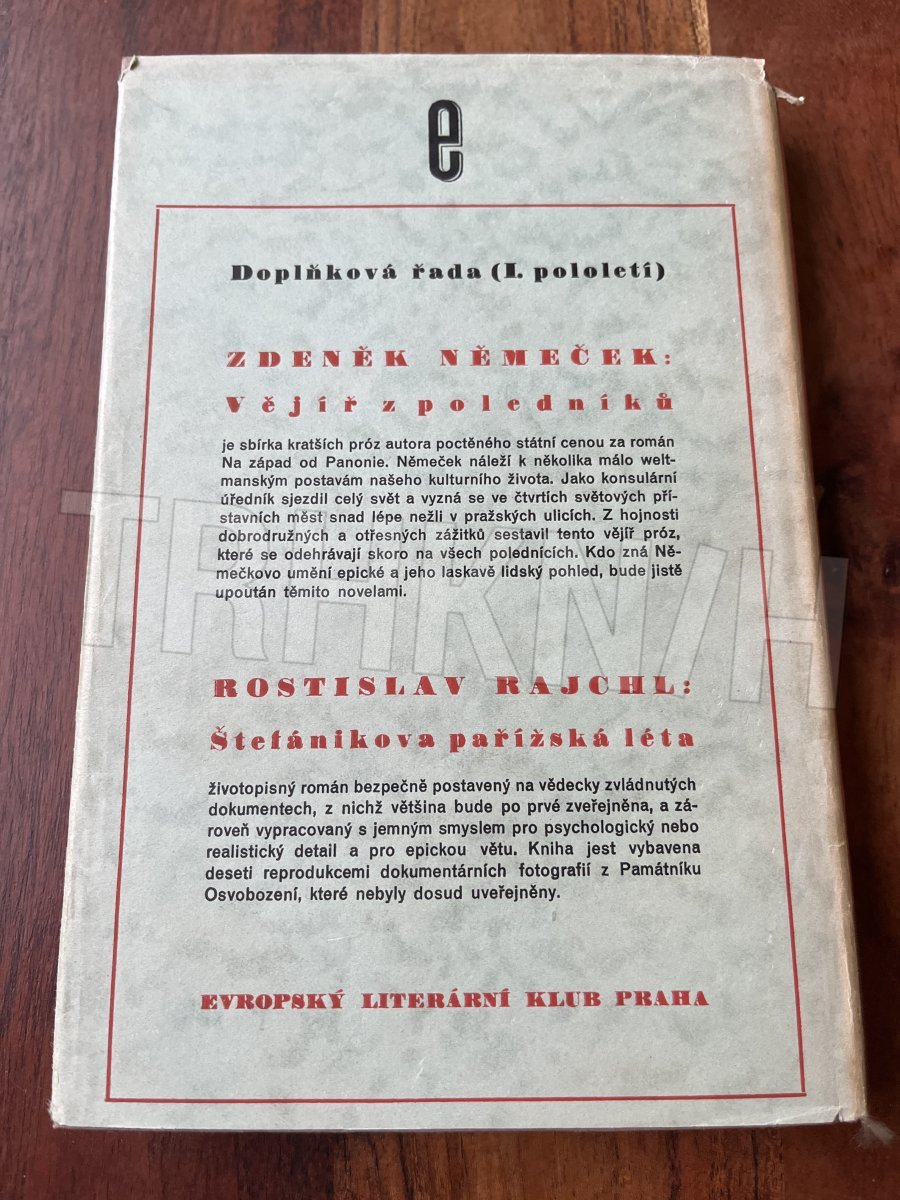 e
Doplňková řada (I. pololetí)
ZDENĚK NĚMEČEK:
Vějíř z poledníků
je sbírka kratších próz autora poctěného státní cenou za román
Na západ od Panonie. Němeček náleží k několika málo welt-
manským postavám našeho kulturního života. Jako konsulární
úředník sjezdil celý svět a vyzná se ve čtvrtích světových pří-
stavních měst snad lépe nežli v pražských ulicích. Z hojnosti
dobrodružných a otřesných zážitků sestavil tento vějíř próz,
které se odehrávají skoro na všech polednících. Kdo zná Ně-
mečkovo umění epické a jeho laskavě lidský pohled, bude jistě
upoután těmito novelami.
TRHKNIH
ROSTISLAV RAJCHL:
Štefánikova pařížská léta
životopisný román bezpečně postavený na vědecky zvládnutých
dokumentech, z nichž většina bude po prvé zveřejněna, a zá-
roveň vypracovaný s jemným smyslem pro psychologický nebo
realistický detail a pro epickou větu. Kniha jest vybavena
deseti reprodukcemi dokumentárních fotografií z Památníku
Osvobození, které nebyly dosud uveřejněny.
EVROPSKÝ LITERÁRNÍ KLUB PRAHA